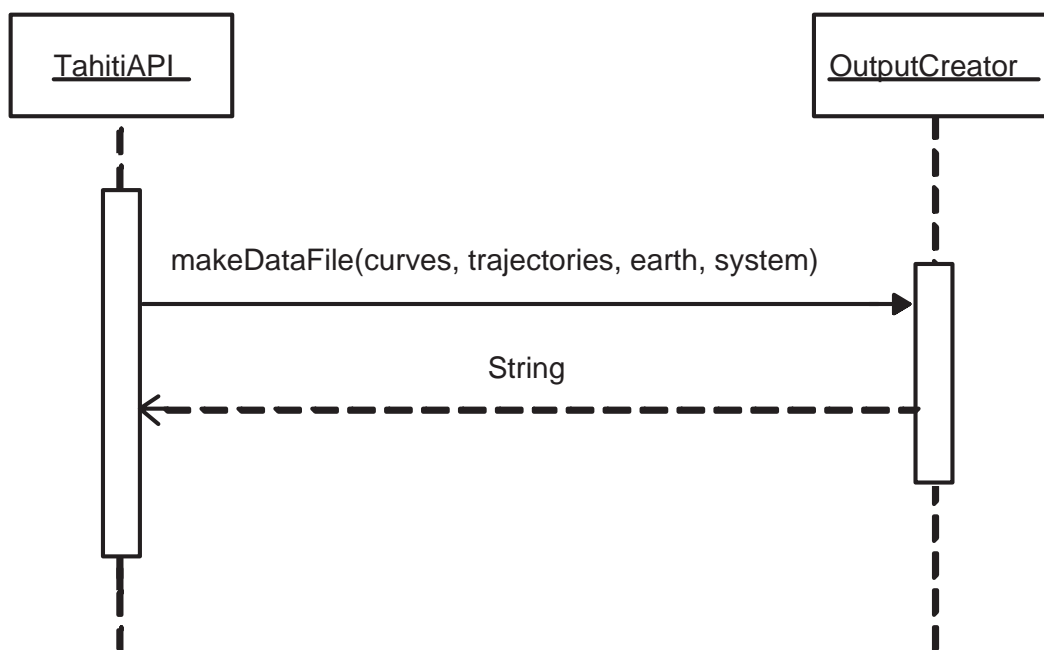 TahitiAPI
OutputCreator
makeDataFile(curves, trajectories, earth, system)
String